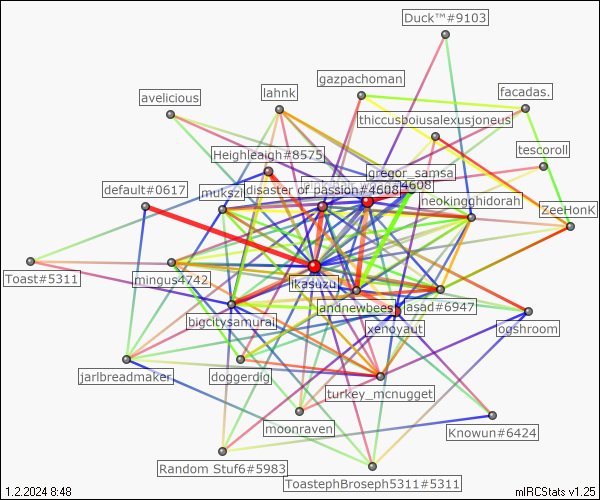 Duck™#9103
gazpachoman
facadas.
lahnk
avelicious
thiccusboiusalexusjoneus
tescoroll
Heighleaigh#8575
gregor_samsa
default#0617
mukszi
disaster of passion#4608
neokingghidorah
ZeeHonk
Toast#5311
mingus4742
ikasuzu
asad#6947
andnewbees
bigcitysamurai
xenoyaut
ogshroom
jarlbreadmaker
doggerdig
turkey_mcnugget
moonraven
Knowun#6424
Random Stuf6#5983
ToastephBroseph5311#5311
1.2.2024 8:48
mIRCStats v1.25